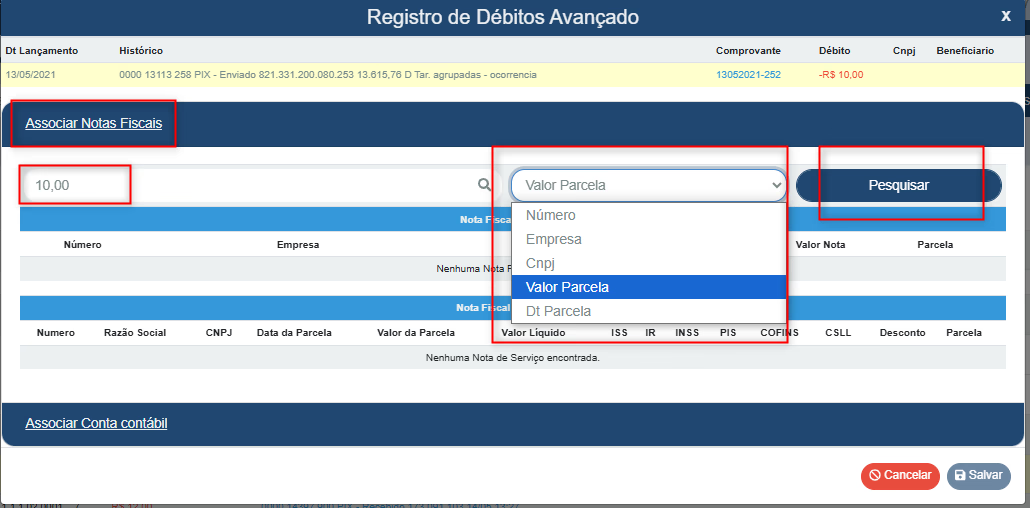 Registro de Débitos Avançado X
Dt Lançamento Histórico Comprovante Débito Cnpj Beneficiario
13/05/2021 0000 13113 258 PIX - Enviado 821.331.200.080.253 13.615,76 D Tar. agrupadas - ocorrencia 13052021-252 -R$ 10,00
Associar Notas Fiscais
10,00 Valor Parcela Pesquisar
Número
Empresa
Cnpj
Valor Parcela
Dt Parcela
Nota Fisca
Número Empresa Valor Nota Parcela
Nenhuma Nota
Nota Fiscal
Numero Razão Social CNPJ Data da Parcela Valor da Parcela Valor Líquido ISS IR INSS PIS COFINS CSLL Desconto Parcela
Nenhuma Nota de Serviço encontrada.
Associar Conta contábil
Cancelar Salvar